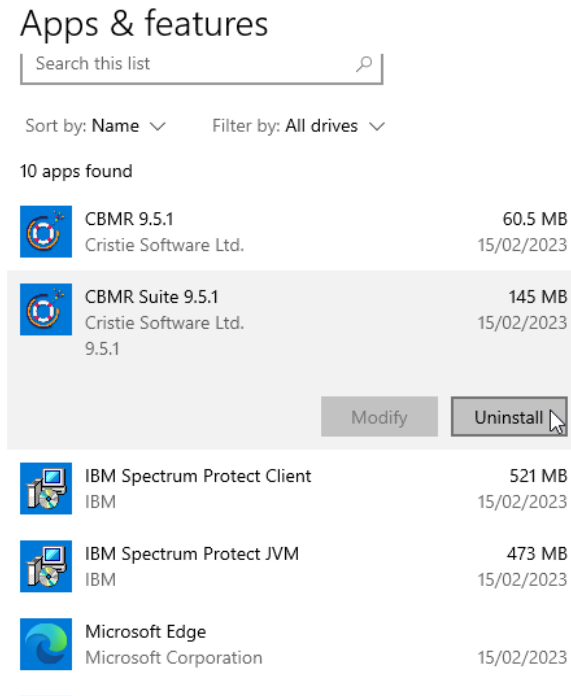 Apps & features
Search this list
Sort by: Name Filter by: All drives
10 apps found
CBMR 9.5.1 60.5 MB
Cristie Software Ltd. 15/02/2023
CBMR Suite 9.5.1 145 MB
Cristie Software Ltd. 15/02/2023
9.5.1
Modify Uninstall
IBM Spectrum Protect Client 521 MB
IBM 15/02/2023
IBM Spectrum Protect JVM 473 MB
IBM 15/02/2023
Microsoft Edge
Microsoft Corporation 15/02/2023